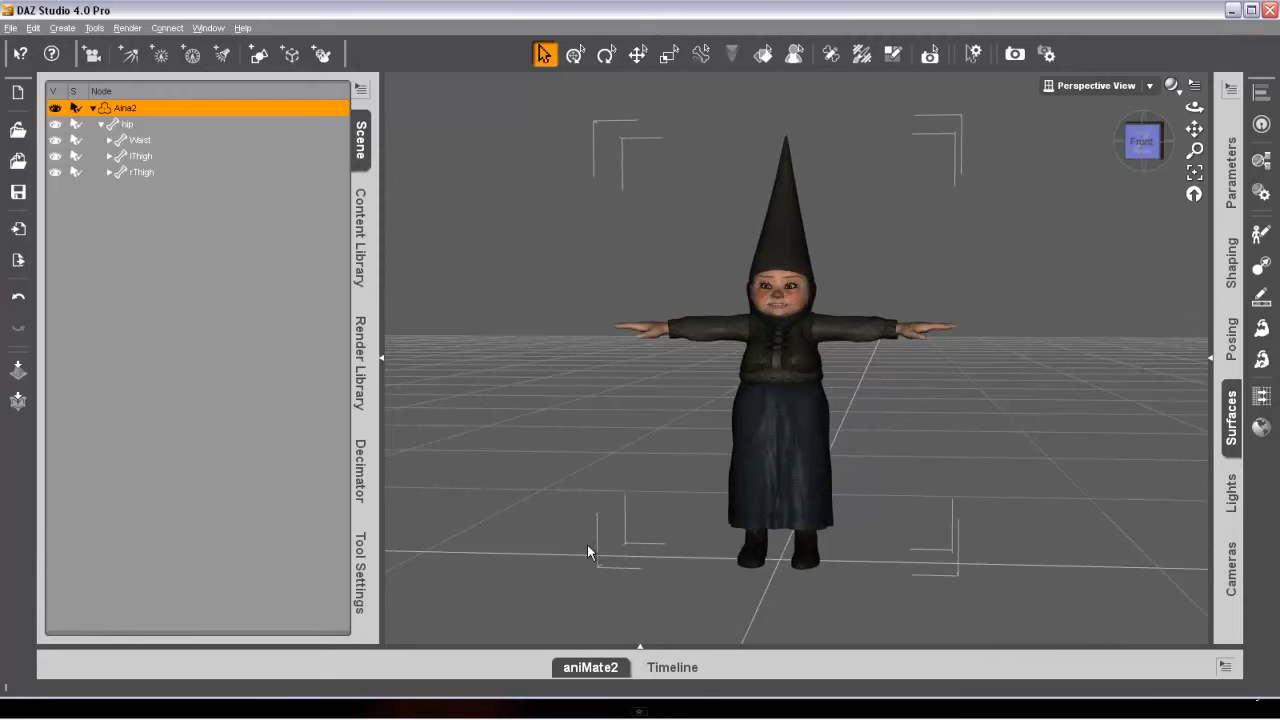 DAZ Studio 4.0 Pro
File Edit Create Tools Render Connect Window Help
V S Node
Aina2
hip
Waist
lThigh
rThigh
Scene
Content Library
Render Library
Decimator
Tool Settings
Perspective View
Front
Parameters
Shaping
Posing
Surfaces
Lights
Cameras
aniMate2 Timeline